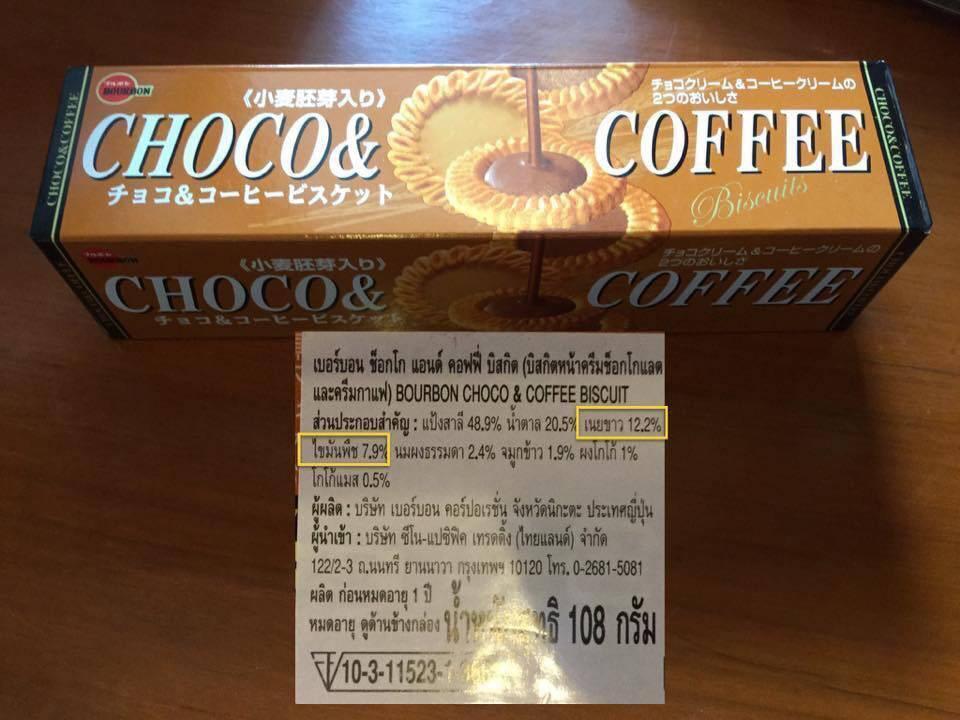 ブルボン
BOURBON
《小麦胚芽入り》
CHOCO&
チョコ&コーヒービスケット
チョコクリーム&コーヒークリームの
2つのおいしさ
COFFEE
Biscuits
CHOCO&COFFEE
CHOCO&COFFEE
BOURBON
《小麦胚芽入り》
CHOCO&
チョコ&コーヒービスケット
チョコクリーム&コーヒークリームの
2つのおいしさ
COFFEE
เบอร์บอน ช็อกโก แอนด์ คอฟฟี่ บิสกิต (บิสกิตหน้าครีมช็อกโกแลต
และครีมกาแฟ) BOURBON CHOCO & COFFEE BISCUIT
ส่วนประกอบสำคัญ : แป้งสาลี 48.9% น้ำตาล 20.5% เนยขาว 12.2%
ไขมันพืช 7.9% นมผงธรรมดา 2.4% จมูกข้าว 1.9% ผงโกโก้ 1%
โกโก้แมส 0.5%
ผู้ผลิต : บริษัท เบอร์บอน คอร์ปอเรชั่น จังหวัดนิกะตะ ประเทศญี่ปุ่น
ผู้นำเข้า : บริษัท ซีโน-แปซิฟิค เทรดดิ้ง (ไทยแลนด์) จำกัด
122/2-3 ถ.นนทรี ยานนาวา กรุงเทพฯ 10120 โทร. 0-2681-5081
ผลิต ก่อนหมดอายุ 1 ปี
หมดอายุ ดูด้านข้างกล่อง
108 กรัม
10-3-11523-